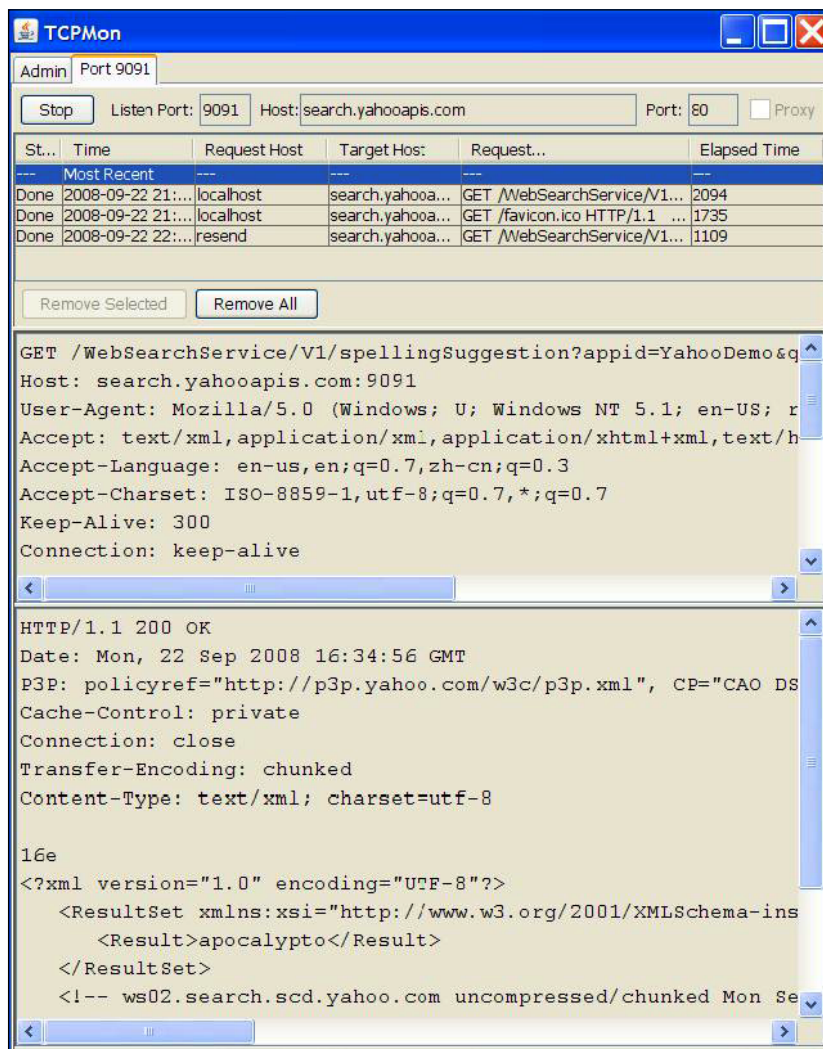 TCPMon
Admin Port 9091
Stop Listen Port: 9091 Host: search.yahooapis.com Port: 80 Proxy
St... Time Request Host Target Host Request... Elapsed Time
--- Most Recent --- --- --- ---
Done 2008-09-22 21:... localhost search.yahooa... GET /WebSearchService/V1... 2094
Done 2008-09-22 21:... localhost search.yahooa... GET /favicon.ico HTTP/1.1 ... 1735
Done 2008-09-22 22:... resend search.yahooa... GET /WebSearchService/V1... 1109
Remove Selected Remove All
GET /WebSearchService/V1/spellingSuggestion?appid=YahooDemo&q
Host: search.yahooapis.com:9091
User-Agent: Mozilla/5.0 (Windows; U; Windows NT 5.1; en-US; r
Accept: text/xml,application/xml,application/xhtml+xml,text/h
Accept-Language: en-us,en;q=0.7,zh-cn;q=0.3
Accept-Charset: ISO-8859-1,utf-8;q=0.7,*;q=0.7
Keep-Alive: 300
Connection: keep-alive
HTTP/1.1 200 OK
Date: Mon, 22 Sep 2008 16:34:56 GMT
P3P: policyref="http://p3p.yahoo.com/w3c/p3p.xml", CP="CAO DS
Cache-Control: private
Connection: close
Transfer-Encoding: chunked
Content-Type: text/xml; charset=utf-8
16e
<?xml version="1.0" encoding="UTF-8"?>
<ResultSet xmlns:xsi="http://www.w3.org/2001/XMLSchema-ins
<Result>apocalypto</Result>
</ResultSet>
<!-- ws02.search.scd.yahoo.com uncompressed/chunked Mon Se